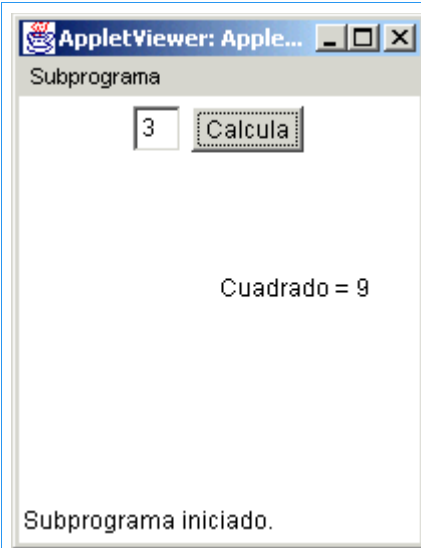 AppletViewer: Apple...
Subprograma
3 Calcula
Cuadrado = 9
Subprograma iniciado.